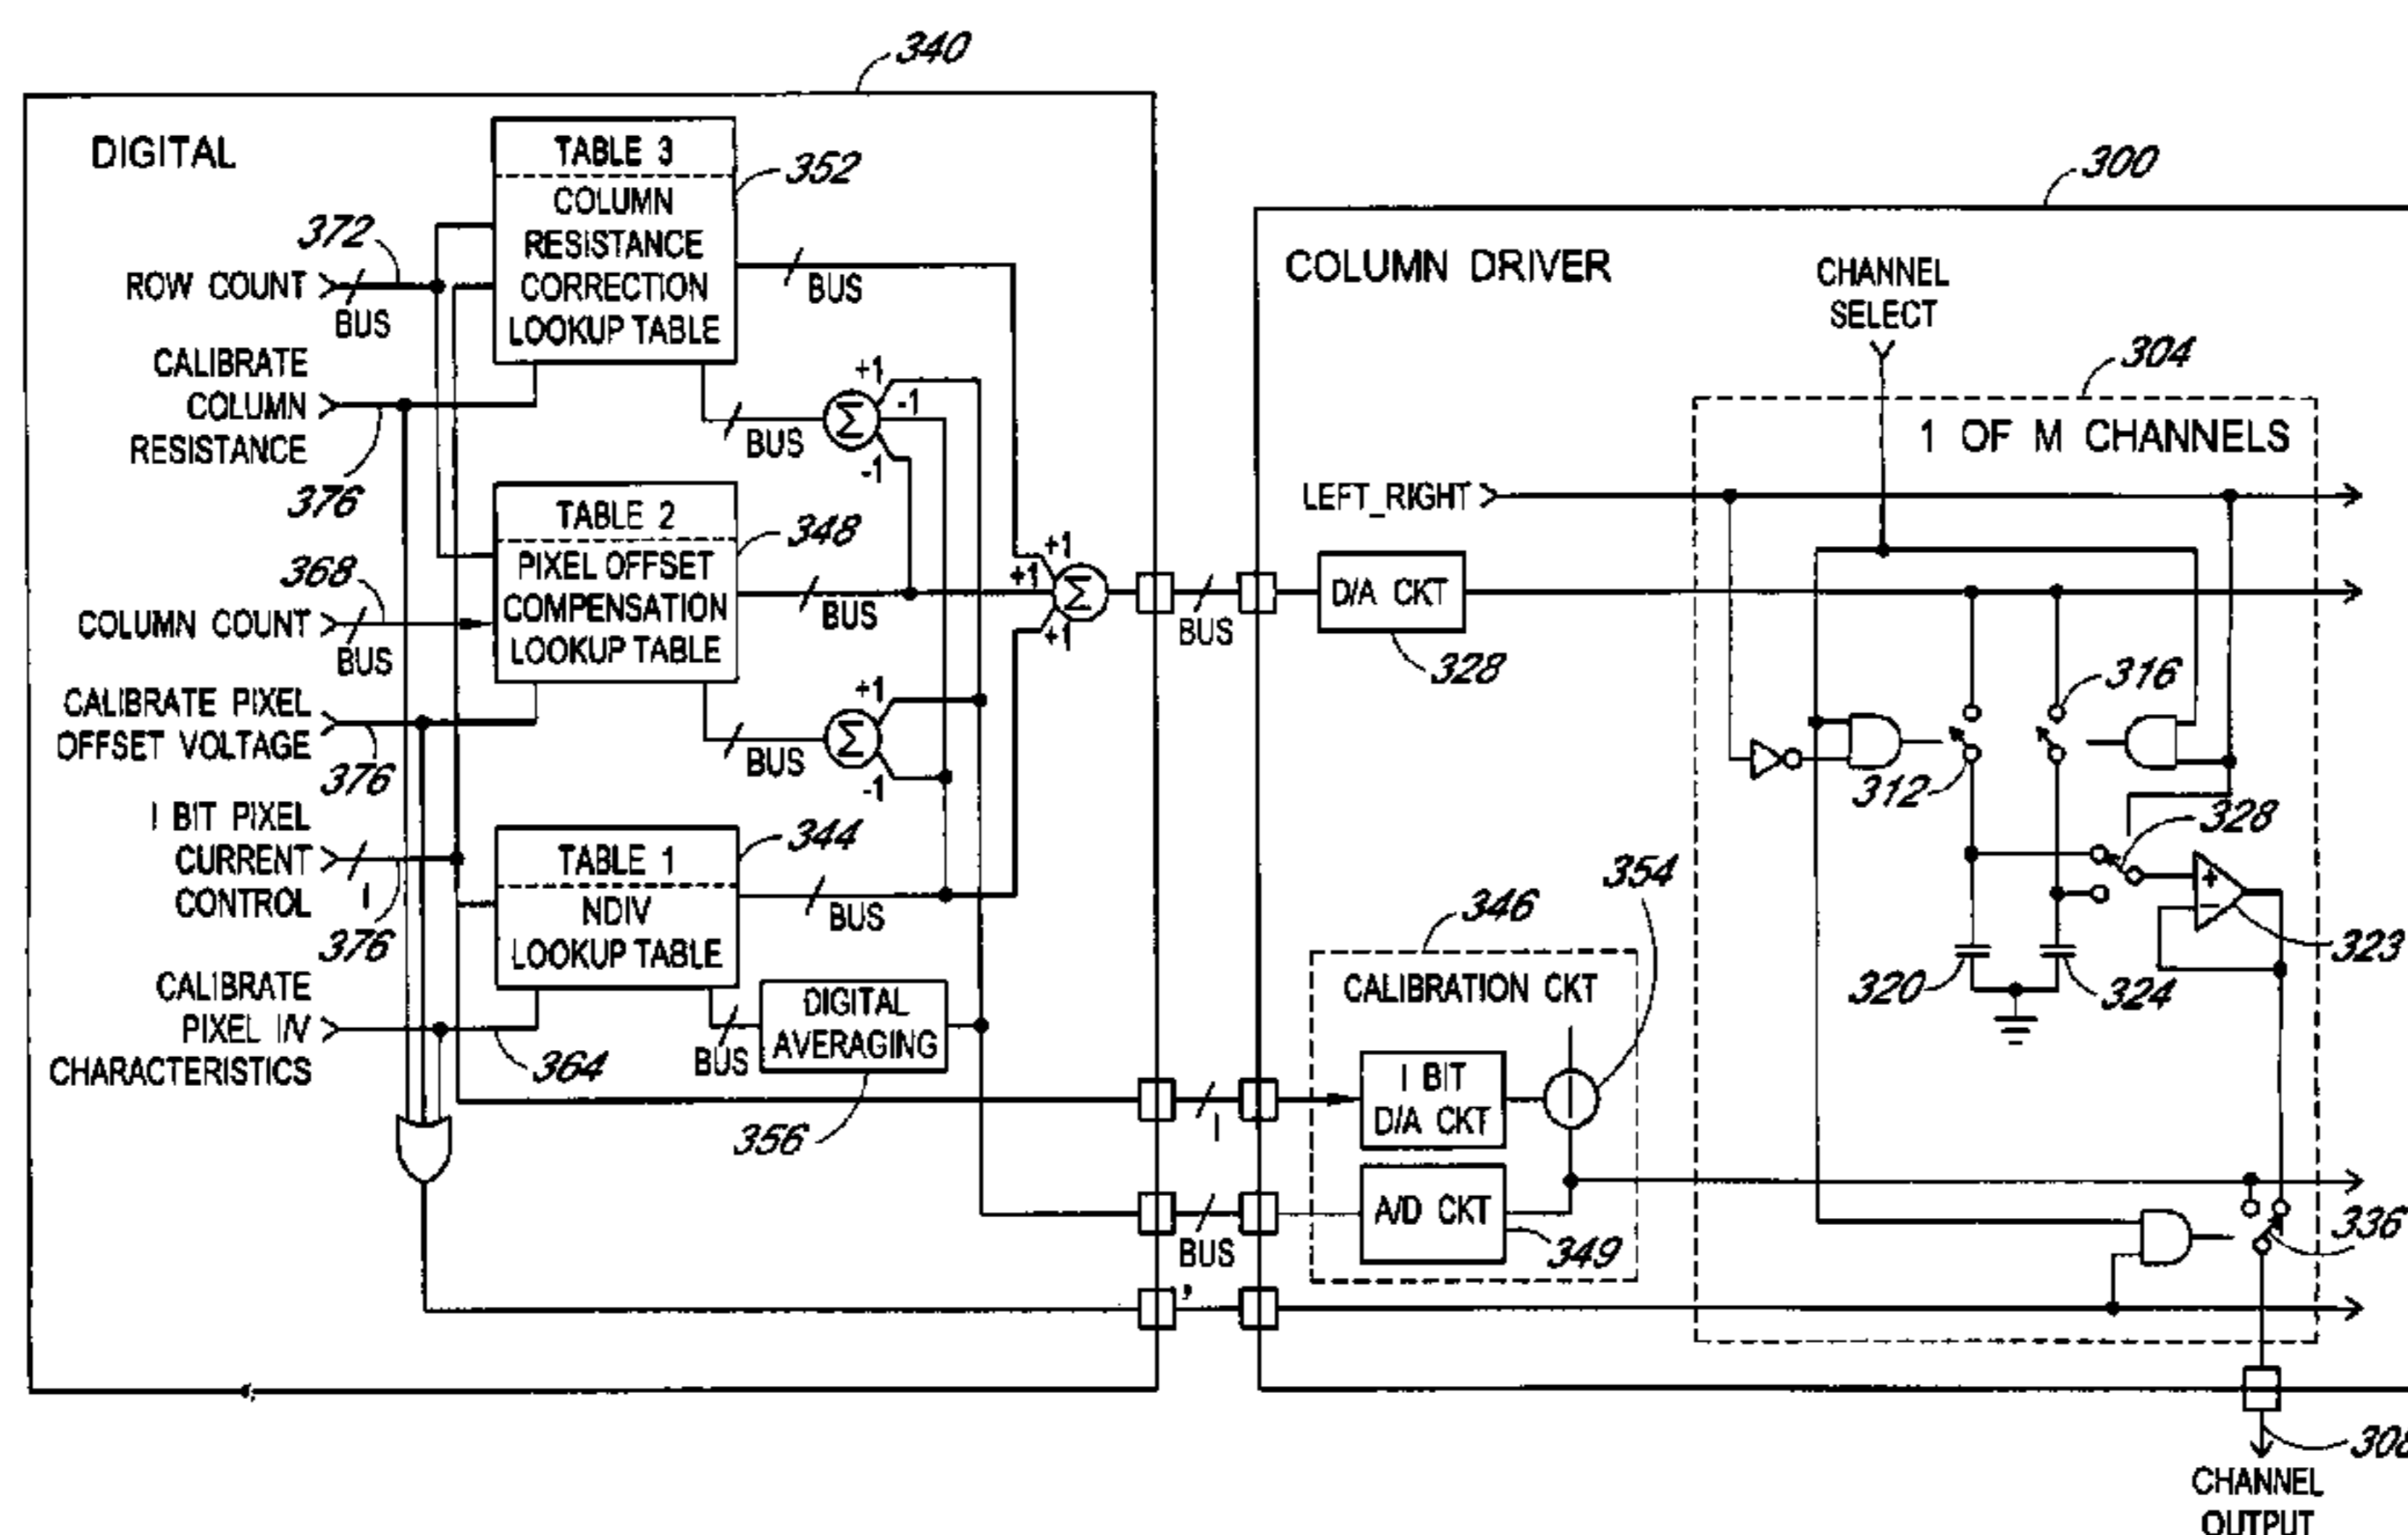 340
DIGITAL
TABLE 3
352
COLUMN
RESISTANCE
CORRECTION
LOOKUP TABLE
372
ROW COUNT
BUS
BUS
CALIBRATE
COLUMN
RESISTANCE
376
+1
-1
-1
Σ
BUS
TABLE 2
348
PIXEL OFFSET
COMPENSATION
LOOKUP TABLE
368
COLUMN COUNT
BUS
BUS
+1
+1
+1
Σ
BUS
CALIBRATE PIXEL
OFFSET VOLTAGE
376
+1
-1
Σ
BUS
I BIT PIXEL
CURRENT
CONTROL
I
376
TABLE 1
344
NDIV
LOOKUP TABLE
BUS
CALIBRATE
PIXEL I/V
CHARACTERISTICS
364
BUS
DIGITAL
AVERAGING
356
I
BUS
300
COLUMN DRIVER
CHANNEL
SELECT
304
1 OF M CHANNELS
LEFT_RIGHT
D/A CKT
328
316
312
328
+
−
323
320
324
354
346
CALIBRATION CKT
I BIT
D/A CKT
A/D CKT
349
336
308
CHANNEL
OUTPUT